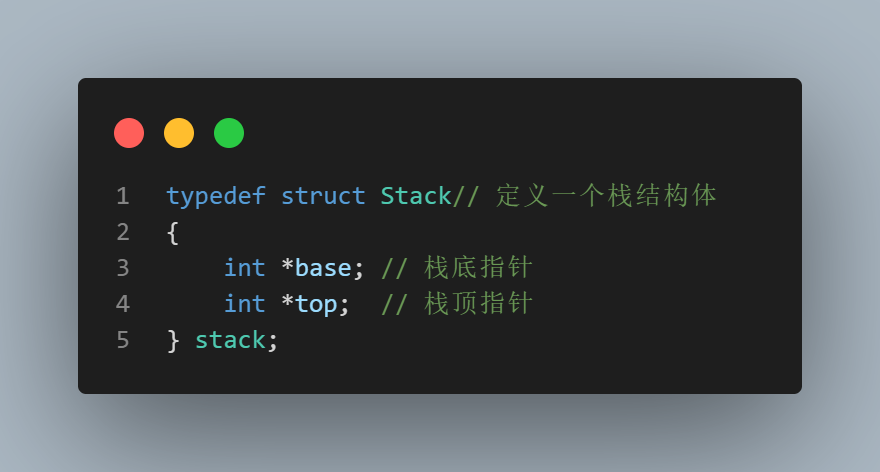 1 typedef struct Stack// 定义一个栈结构体
2 {
3     int *base; // 栈底指针
4     int *top;  // 栈顶指针
5 } stack;